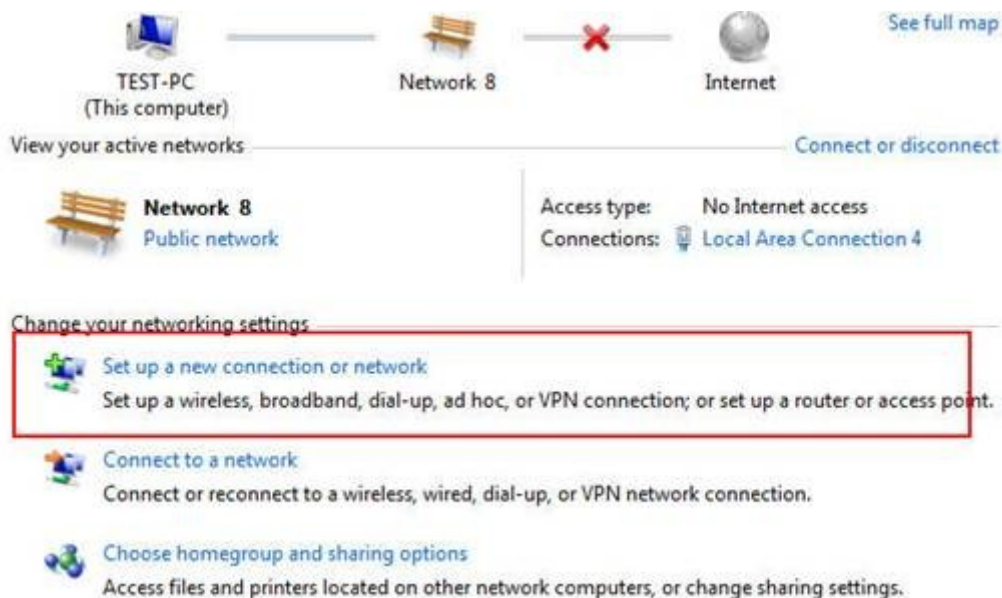 See full map
TEST-PC
(This computer)
Network 8
Internet
View your active networks
Connect or disconnect
Network 8
Public network
Access type: No Internet access
Connections: Local Area Connection 4
Change your networking settings
Set up a new connection or network
Set up a wireless, broadband, dial-up, ad hoc, or VPN connection; or set up a router or access point.
Connect to a network
Connect or reconnect to a wireless, wired, dial-up, or VPN network connection.
Choose homegroup and sharing options
Access files and printers located on other network computers, or change sharing settings.